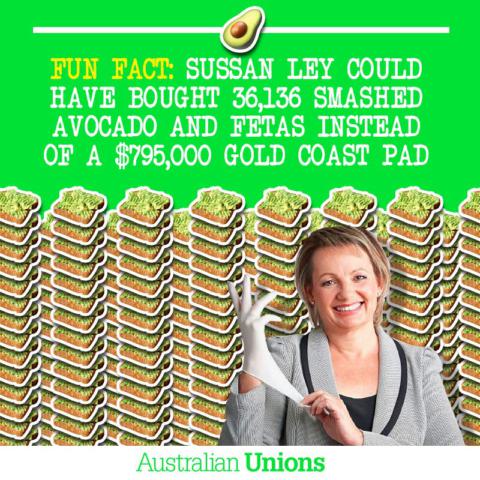 FUN FACT: SUSSAN LEY COULD
HAVE BOUGHT 36,136 SMASHED
AVOCADO AND FETAS INSTEAD
OF A $795,000 GOLD COAST PAD
Australian Unions